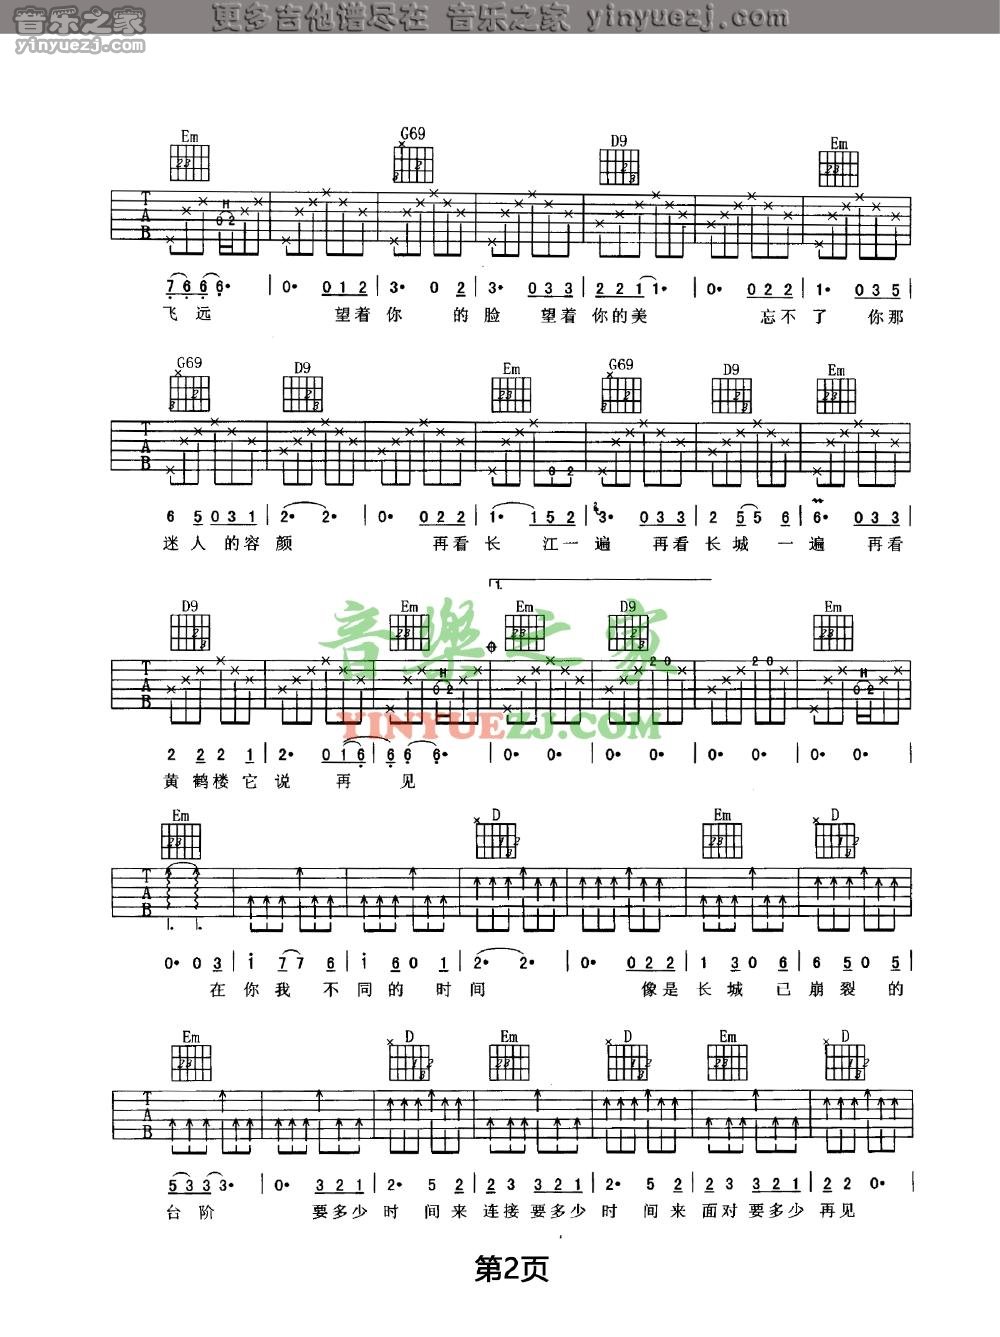 音乐之家
yinyuezj.com
更多吉他谱尽在 音乐之家 yinyuezj.com
Em G69 D9 Em
T A B H 0 2
7 6 6 6• | 0• 0 1 2 | 3• 0 2 | 3• 0 3 3 | 2 2 1 1• | 0• 0 2 2 | 1• 0 3 5 |
飞远 望着你 的脸 望着你的美 忘不了 你那
G69 D9 Em G69 D9 Em
T A B 0 2
6 5 0 3 1 | 2• 2• | 0• 0 2 2 | 1• 1 5 2 | 3• 0 3 3 | 2 5 5 6 | 6• 0 3 3 |
迷人的容颜 再看长 江一遍 再看长城一遍 再看
1.
D9 Em Em D9 Em
T A B H 0 2 2 0 2 0 H 0 2
2 2 2 1 | 2• 0 1 6 | 6 6 6• | 0• 0• | 0• 0• | 0• 0• | 0• 0• |
黄鹤楼它说 再 见
音樂之家
YINYUEZJ.COM
Em D Em D
T A B
0• 0 3 | i 7 7 6 | i 6 0 1 | 2• 2• | 0• 0 2 2 | 1 3 0 6 | 6 5 0 5 |
在你我 不同的时间 像是长城已崩裂的
Em D Em D Em D
T A B
5 3 3 3• | 0• 3 2 1 | 2• 5 2 | 2 3 3 2 1 | 2• 5 2 | 2 3 3 2 1 | 2 2 0• |
台阶 要多少时间来连接要多少时间来面对要多少再见
第2页